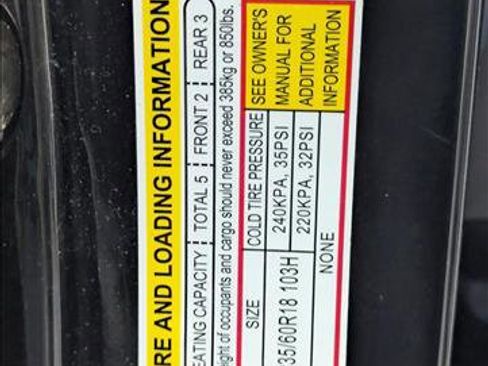 RE AND LOADING INFORMATION
EATING CAPACITY TOTAL 5 FRONT 2 REAR 3
eight of occupants and cargo should never exceed 385kg or 850lbs.
SIZE COLD TIRE PRESSURE SEE OWNER'S
MANUAL FOR
ADDITIONAL
INFORMATION
35/60R18 103H 240KPA, 35PSI
220KPA, 32PSI
NONE